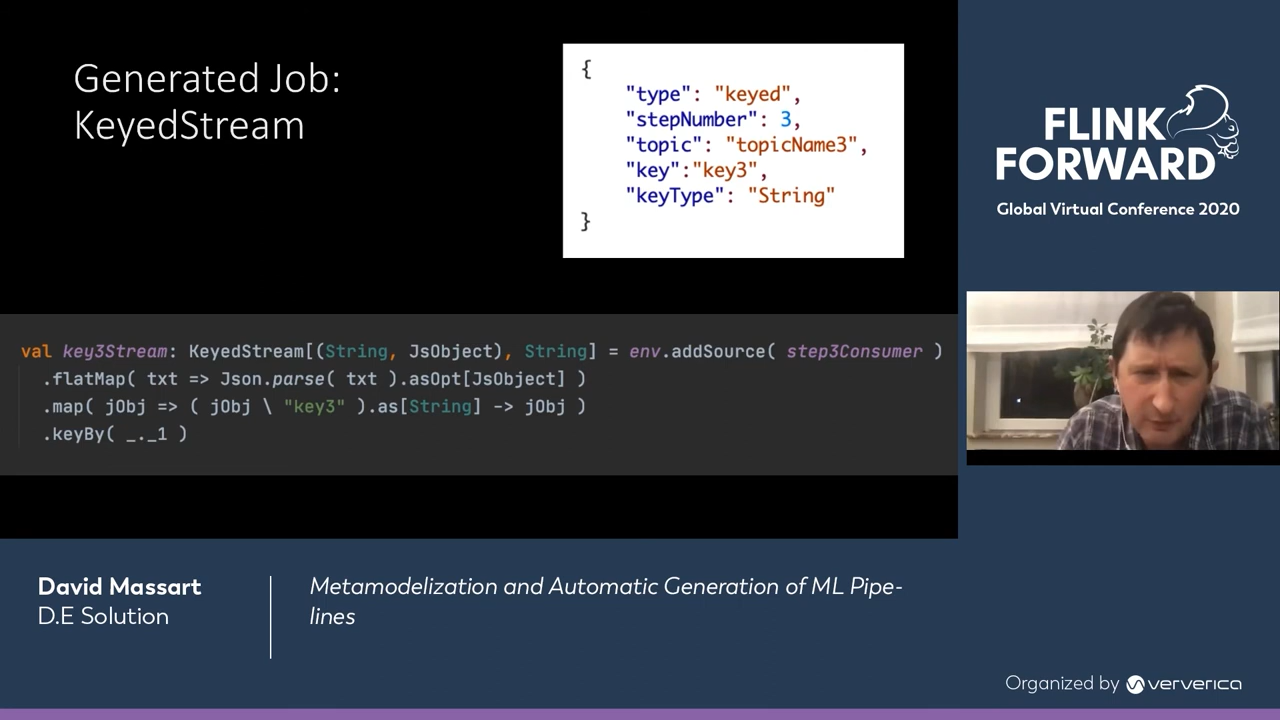 Generated Job:
KeyedStream
{
"type": "keyed",
"stepNumber": 3,
"topic": "topicName3",
"key":"key3",
"keyType": "String"
}
val key3Stream: KeyedStream[(String, JsObject), String] = env.addSource( step3Consumer )
.flatMap( txt => Json.parse( txt ).asOpt[JsObject] )
.map( jObj => ( jObj \ "key3" ).as[String] -> jObj )
.keyBy( _._1 )
FLINK
FORWARD
Global Virtual Conference 2020
David Massart
D.E Solution
Metamodelization and Automatic Generation of ML Pipe-
lines
Organized by ververica